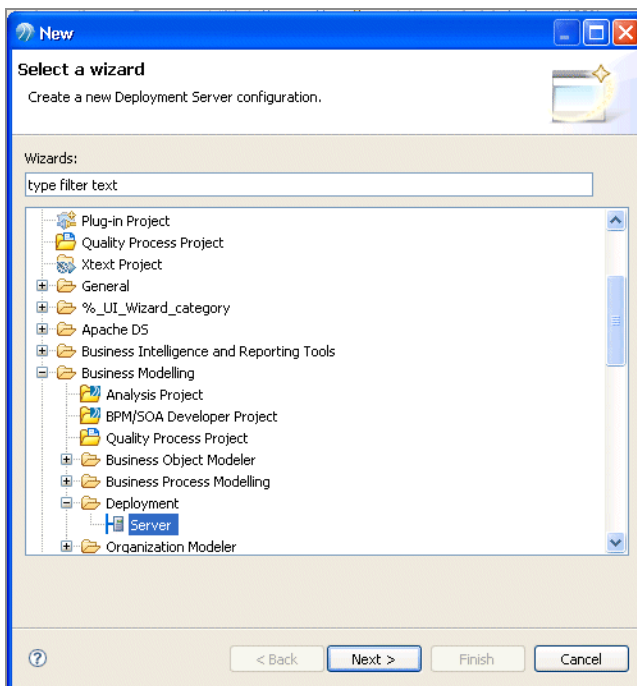 New
Select a wizard
Create a new Deployment Server configuration.
Wizards:
type filter text
Plug-in Project
Quality Process Project
Xtext Project
General
%_UI_Wizard_category
Apache DS
Business Intelligence and Reporting Tools
Business Modelling
Analysis Project
BPM/SOA Developer Project
Quality Process Project
Business Object Modeler
Business Process Modelling
Deployment
Server
Organization Modeler
< Back Next > Finish Cancel